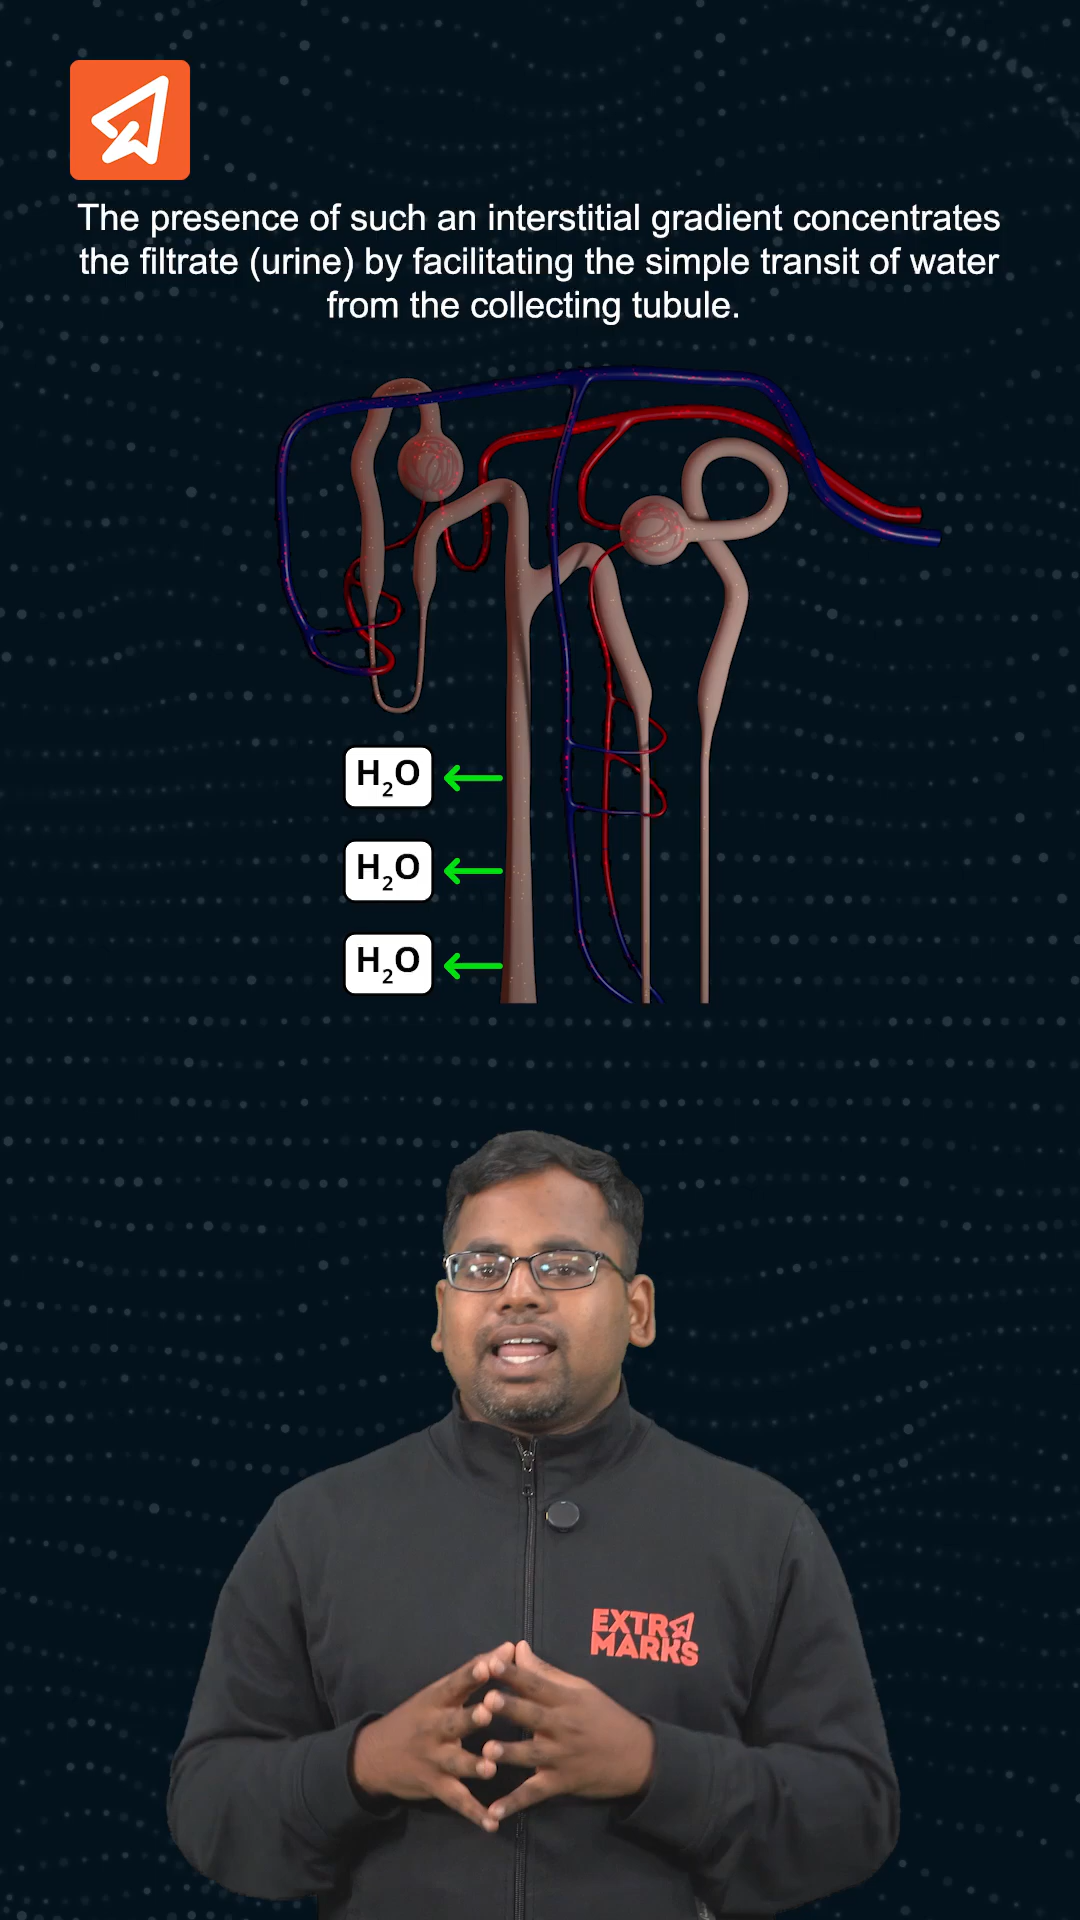 The presence of such an interstitial gradient concentrates
the filtrate (urine) by facilitating the simple transit of water
from the collecting tubule.
H₂O
H₂O
H₂O
EXTRA
MARKS